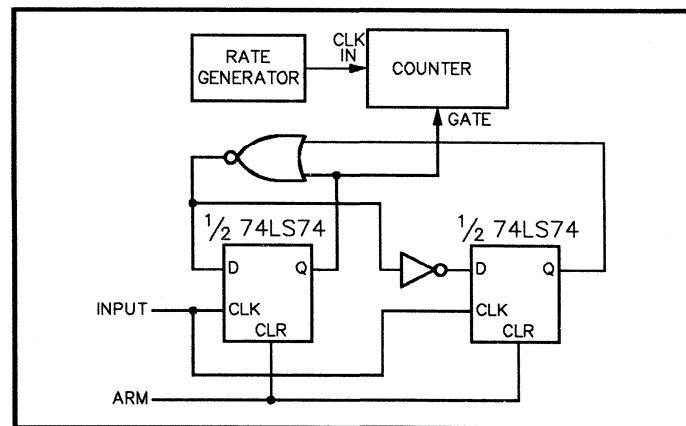 RATE
GENERATOR
CLK
IN
COUNTER
GATE
1/2 74LS74
1/2 74LS74
D
Q
D
Q
INPUT
CLK
CLK
CLR
CLR
ARM